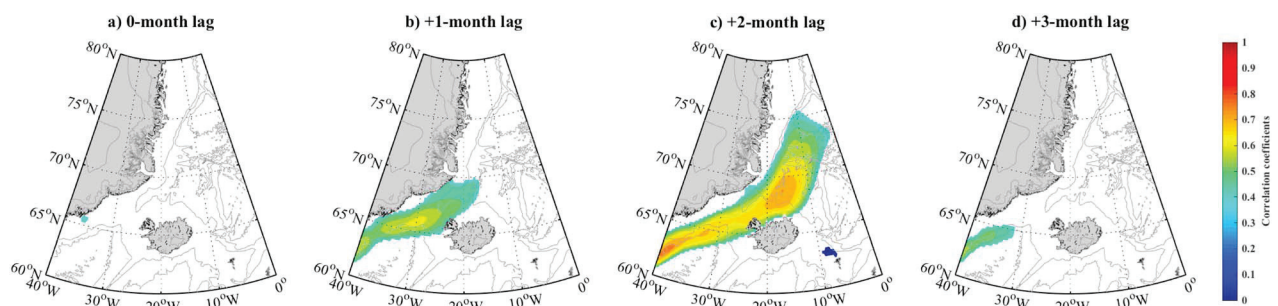 a) 0-month lag
b) +1-month lag
c) +2-month lag
d) +3-month lag
80°N
75°N
70°N
65°N
60°N
40°W
30°W
20°W
10°W
0°
80°N
75°N
70°N
65°N
60°N
40°W
30°W
20°W
10°W
0°
80°N
75°N
70°N
65°N
60°N
40°W
30°W
20°W
10°W
0°
80°N
75°N
70°N
65°N
60°N
40°W
30°W
20°W
10°W
0°
1
0.9
0.8
0.7
0.6
0.5
0.4
0.3
0.2
0.1
0
Correlation coefficients